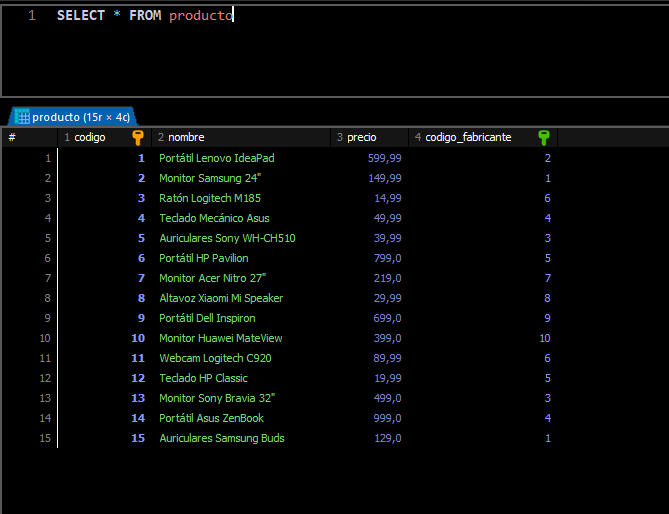 1 SELECT * FROM producto
producto (15r × 4c)
# 1 codigo 2 nombre 3 precio 4 codigo_fabricante
1 1 Portátil Lenovo IdeaPad 599,99 2
2 2 Monitor Samsung 24" 149,99 1
3 3 Ratón Logitech M185 14,99 6
4 4 Teclado Mecánico Asus 49,99 4
5 5 Auriculares Sony WH-CH510 39,99 3
6 6 Portátil HP Pavilion 799,0 5
7 7 Monitor Acer Nitro 27" 219,0 7
8 8 Altavoz Xiaomi Mi Speaker 29,99 8
9 9 Portátil Dell Inspiron 699,0 9
10 10 Monitor Huawei MateView 399,0 10
11 11 Webcam Logitech C920 89,99 6
12 12 Teclado HP Classic 19,99 5
13 13 Monitor Sony Bravia 32" 499,0 3
14 14 Portátil Asus ZenBook 999,0 4
15 15 Auriculares Samsung Buds 129,0 1